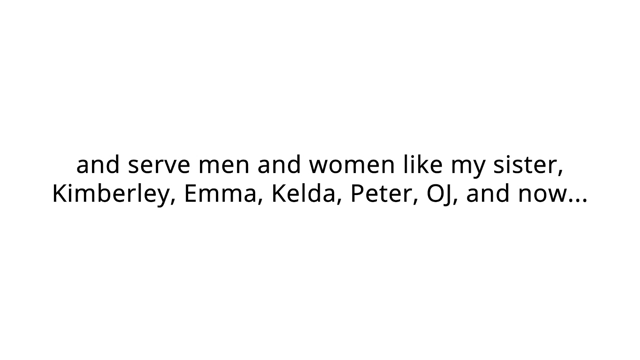 and serve men and women like my sister,
Kimberley, Emma, Kelda, Peter, OJ, and now...